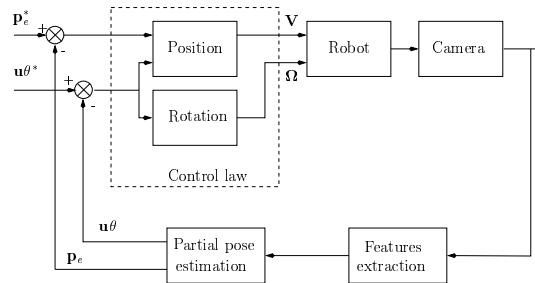 p*e
+
-
Position
V
Robot
Camera
uθ*
+
-
Ω
Rotation
Control law
uθ
pe
Partial pose
estimation
Features
extraction